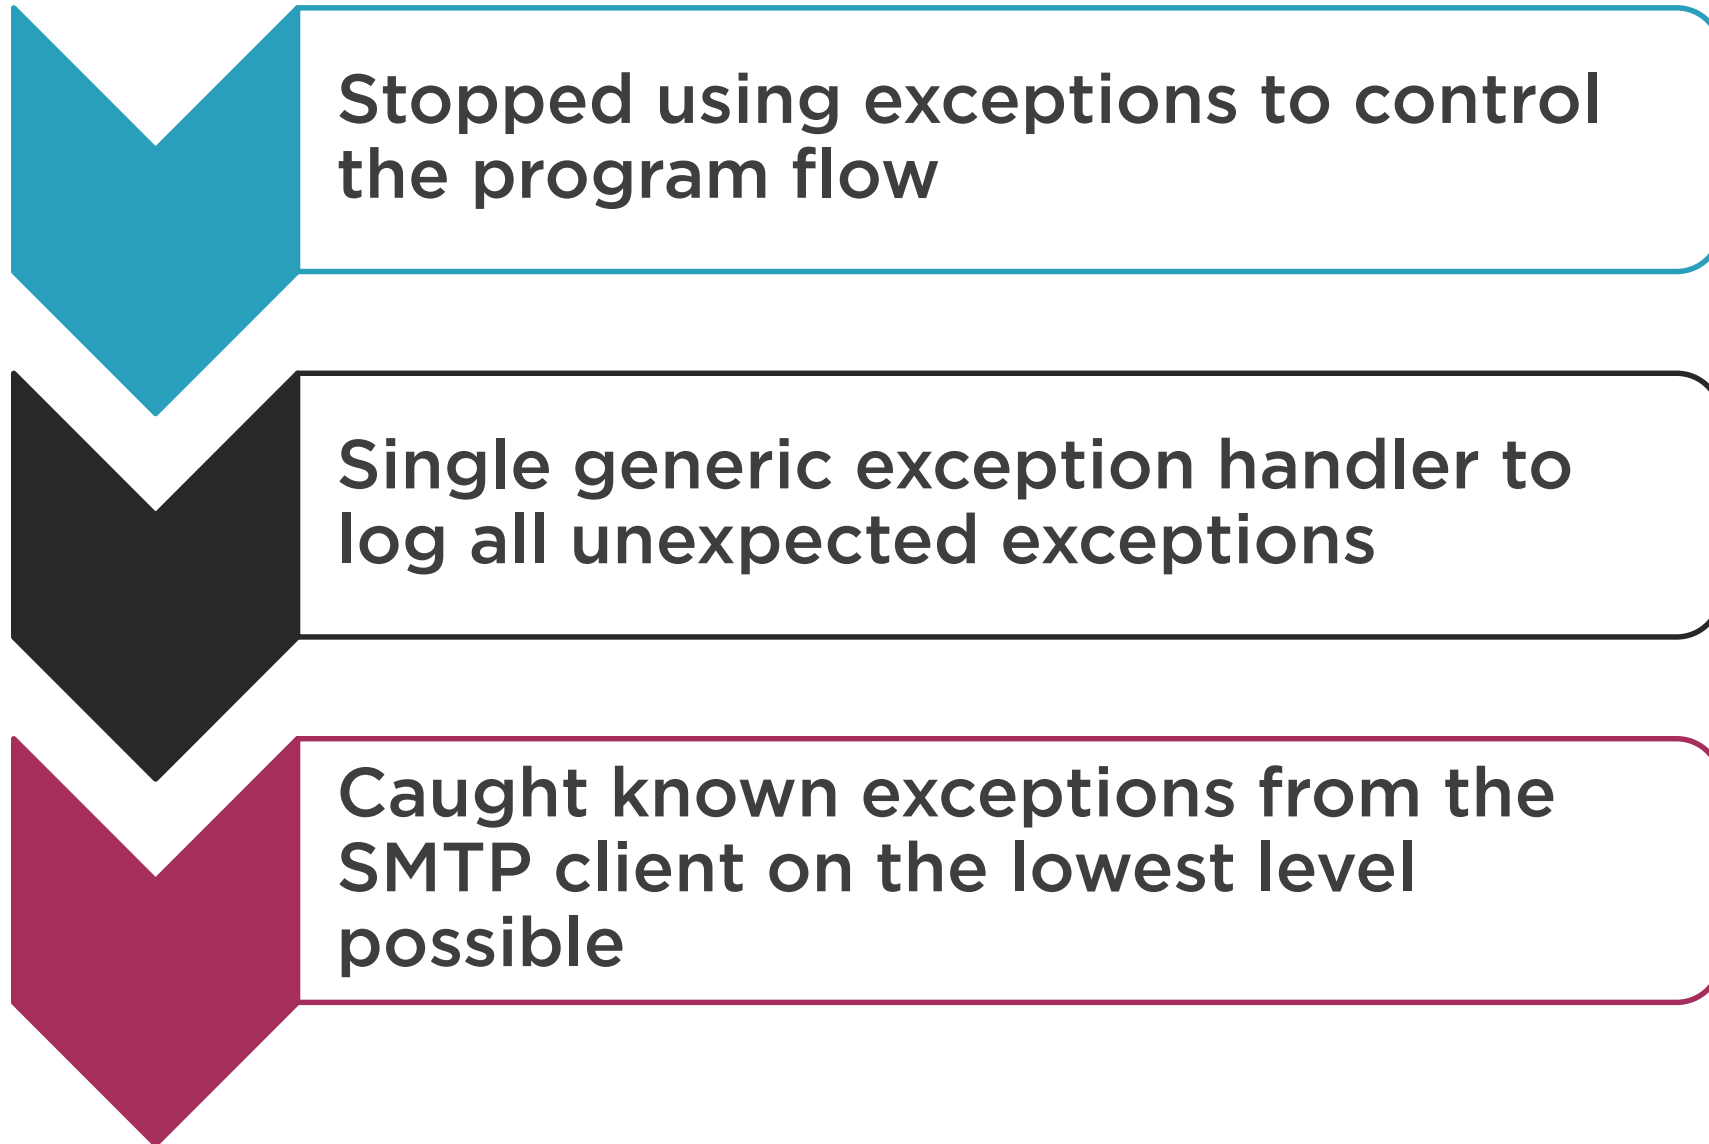 Stopped using exceptions to control
the program flow
Single generic exception handler to
log all unexpected exceptions
Caught known exceptions from the
SMTP client on the lowest level
possible